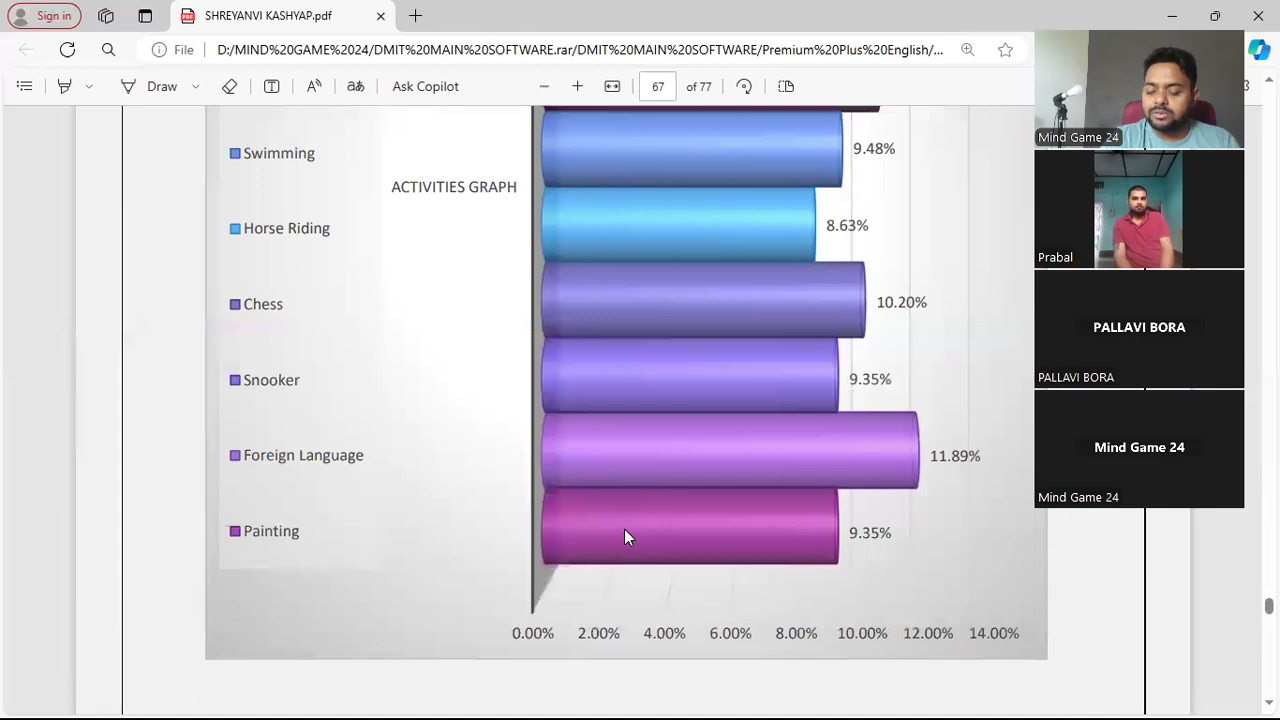 Sign in
SHREYANVI KASHYAP.pdf
File
D:/MIND%20GAME%2024/DMIT%20MAIN%20SOFTWARE.rar/DMIT%20MAIN%20SOFTWARE/Premium%20Plus%20English/...
Draw
Ask Copilot
67 of 77
Swimming
9.48%
ACTIVITIES GRAPH
Horse Riding
8.63%
Chess
10.20%
Snooker
9.35%
Foreign Language
11.89%
Painting
9.35%
0.00% 2.00% 4.00% 6.00% 8.00% 10.00% 12.00% 14.00%
Mind Game 24
Prabal
PALLAVI BORA
PALLAVI BORA
Mind Game 24
Mind Game 24